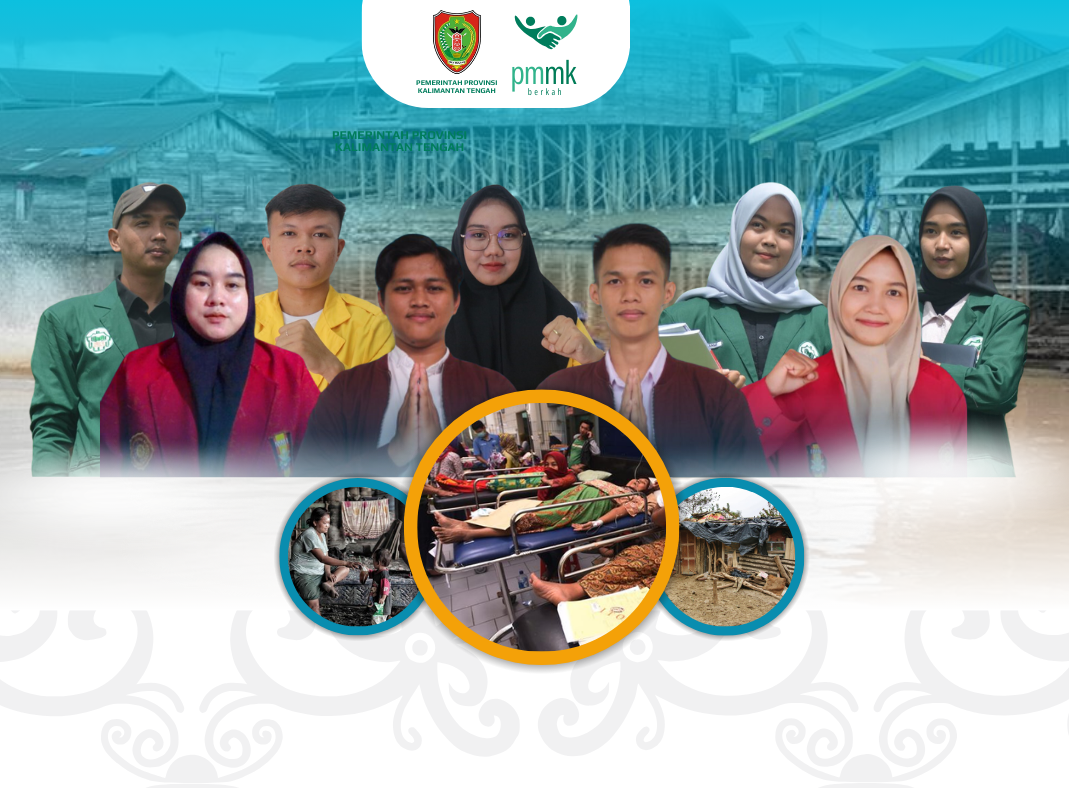 PEMERINTAH PROVINSI
KALIMANTAN TENGAH
pmmk
berkah
PEMERINTAH PROVINSI
KALIMANTAN TENGAH